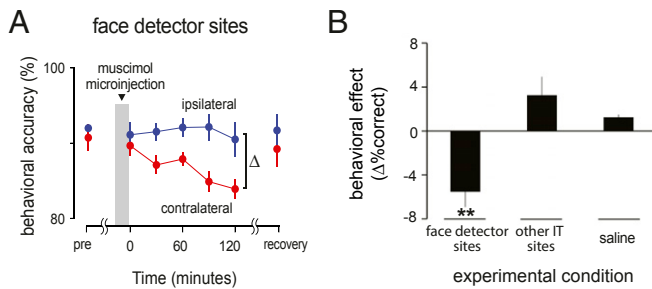 A
face detector sites
behavioral accuracy (%)
100
80
muscimol
microinjection
ipsilateral
Δ
contralateral
pre
0
60
120
recovery
Time (minutes)
B
behavioral effect
(Δ%correct)
8
4
0
-4
-8
**
face detector
sites
other IT
sites
saline
experimental condition